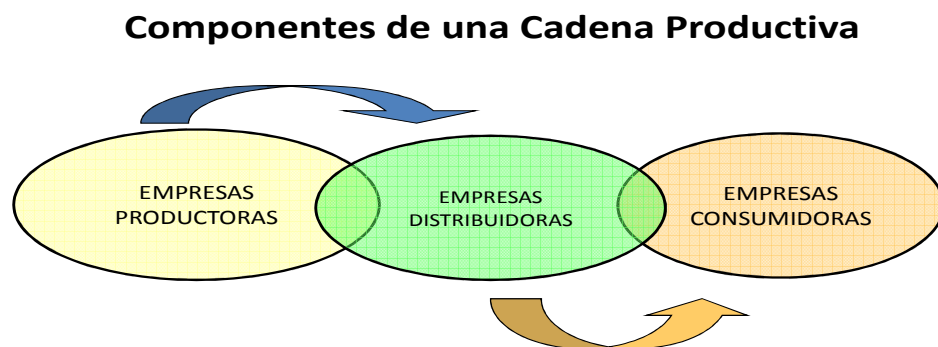 Componentes de una Cadena Productiva
EMPRESAS
PRODUCTORAS
EMPRESAS
DISTRIBUIDORAS
EMPRESAS
CONSUMIDORAS